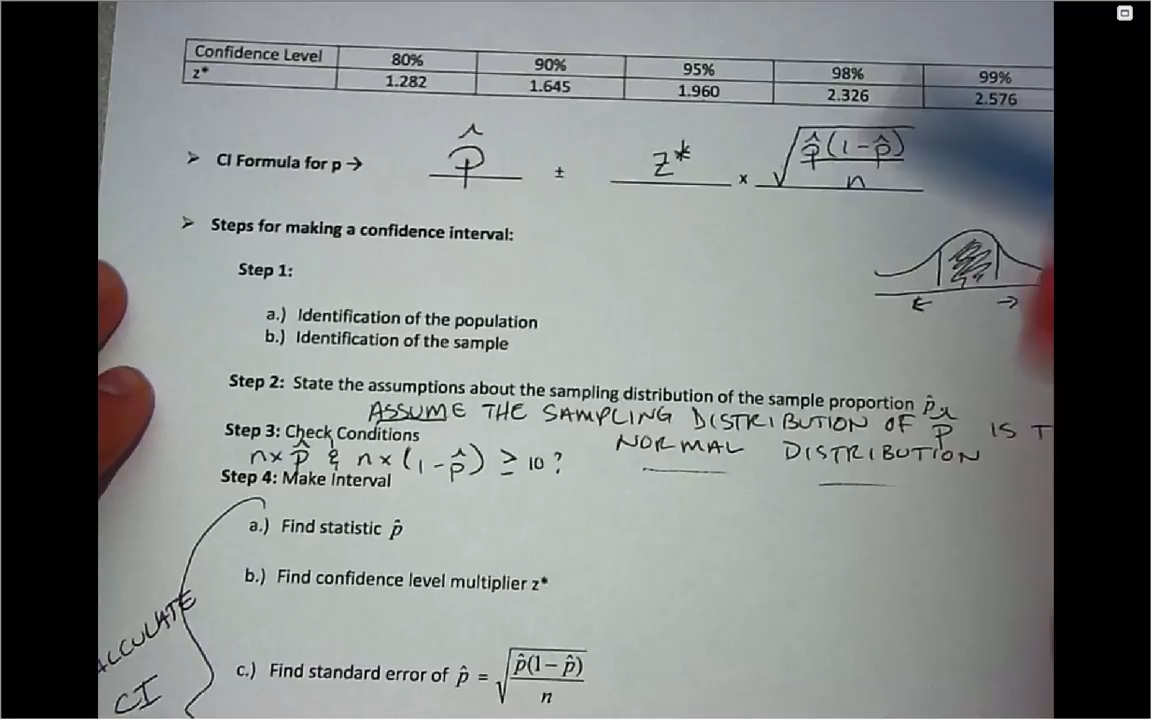 Confidence Level 80% 90% 95% 98% 99%
z* 1.282 1.645 1.960 2.326 2.576
➢ CI Formula for p → p̂ ± z* x √(p̂(1-p̂)/n)
➢ Steps for making a confidence interval:
Step 1:
a.) Identification of the population
b.) Identification of the sample
Step 2: State the assumptions about the sampling distribution of the sample proportion p̂
ASSUME THE SAMPLING DISTRIBUTION OF p̂ IS T
NORMAL DISTRIBUTION
Step 3: Check Conditions
n x p̂ & n x (1-p̂) ≥ 10?
Step 4: Make Interval
a.) Find statistic p̂
b.) Find confidence level multiplier z*
ALCULATE
CI
c.) Find standard error of p̂ = √(p̂(1-p̂)/n)